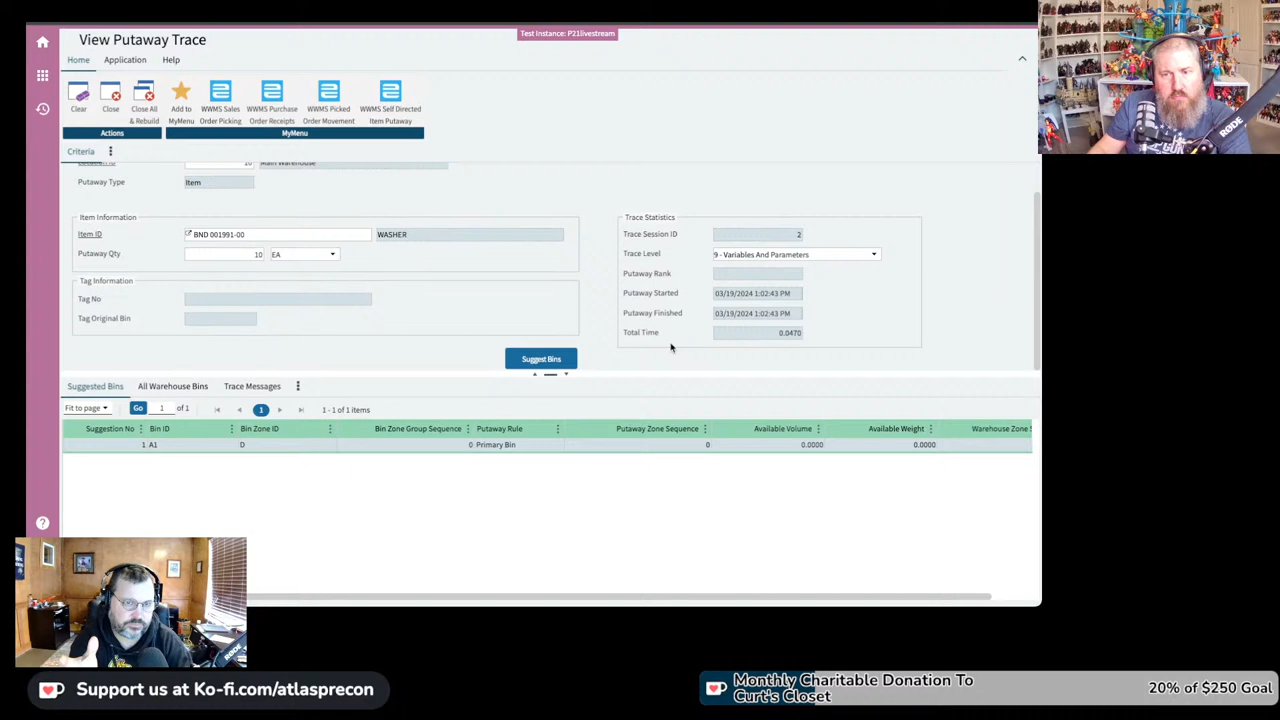 Test Instance: P21livestream
View Putaway Trace
Home Application Help
Clear
Close
Close All & Rebuild
Add to MyMenu
WWMS Sales Order Picking
WWMS Purchase Order Receipts
WWMS Picked Order Movement
WWMS Self Directed Item Putaway
Actions MyMenu
Criteria
Location ID Main Warehouse
Putaway Type Item
Item Information
Item ID BND 001991-00 WASHER
Putaway Qty 10 EA
Tag Information
Tag No
Tag Original Bin
Trace Statistics
Trace Session ID 2
Trace Level 9 - Variables And Parameters
Putaway Rank
Putaway Started 03/19/2024 1:02:43 PM
Putaway Finished 03/19/2024 1:02:43 PM
Total Time 0.0470
Suggest Bins
Suggested Bins All Warehouse Bins Trace Messages
Fit to page Go 1 of 1 1 1 - 1 of 1 items
Suggestion No Bin ID Bin Zone ID Bin Zone Group Sequence Putaway Rule Putaway Zone Sequence Available Volume Available Weight Warehouse Zone
1 A1 D 0 Primary Bin 0 0.0000 0.0000
RØDE
RØDE
Support us at Ko-fi.com/atlasprecon
Monthly Charitable Donation To Curt's Closet
20% of $250 Goal